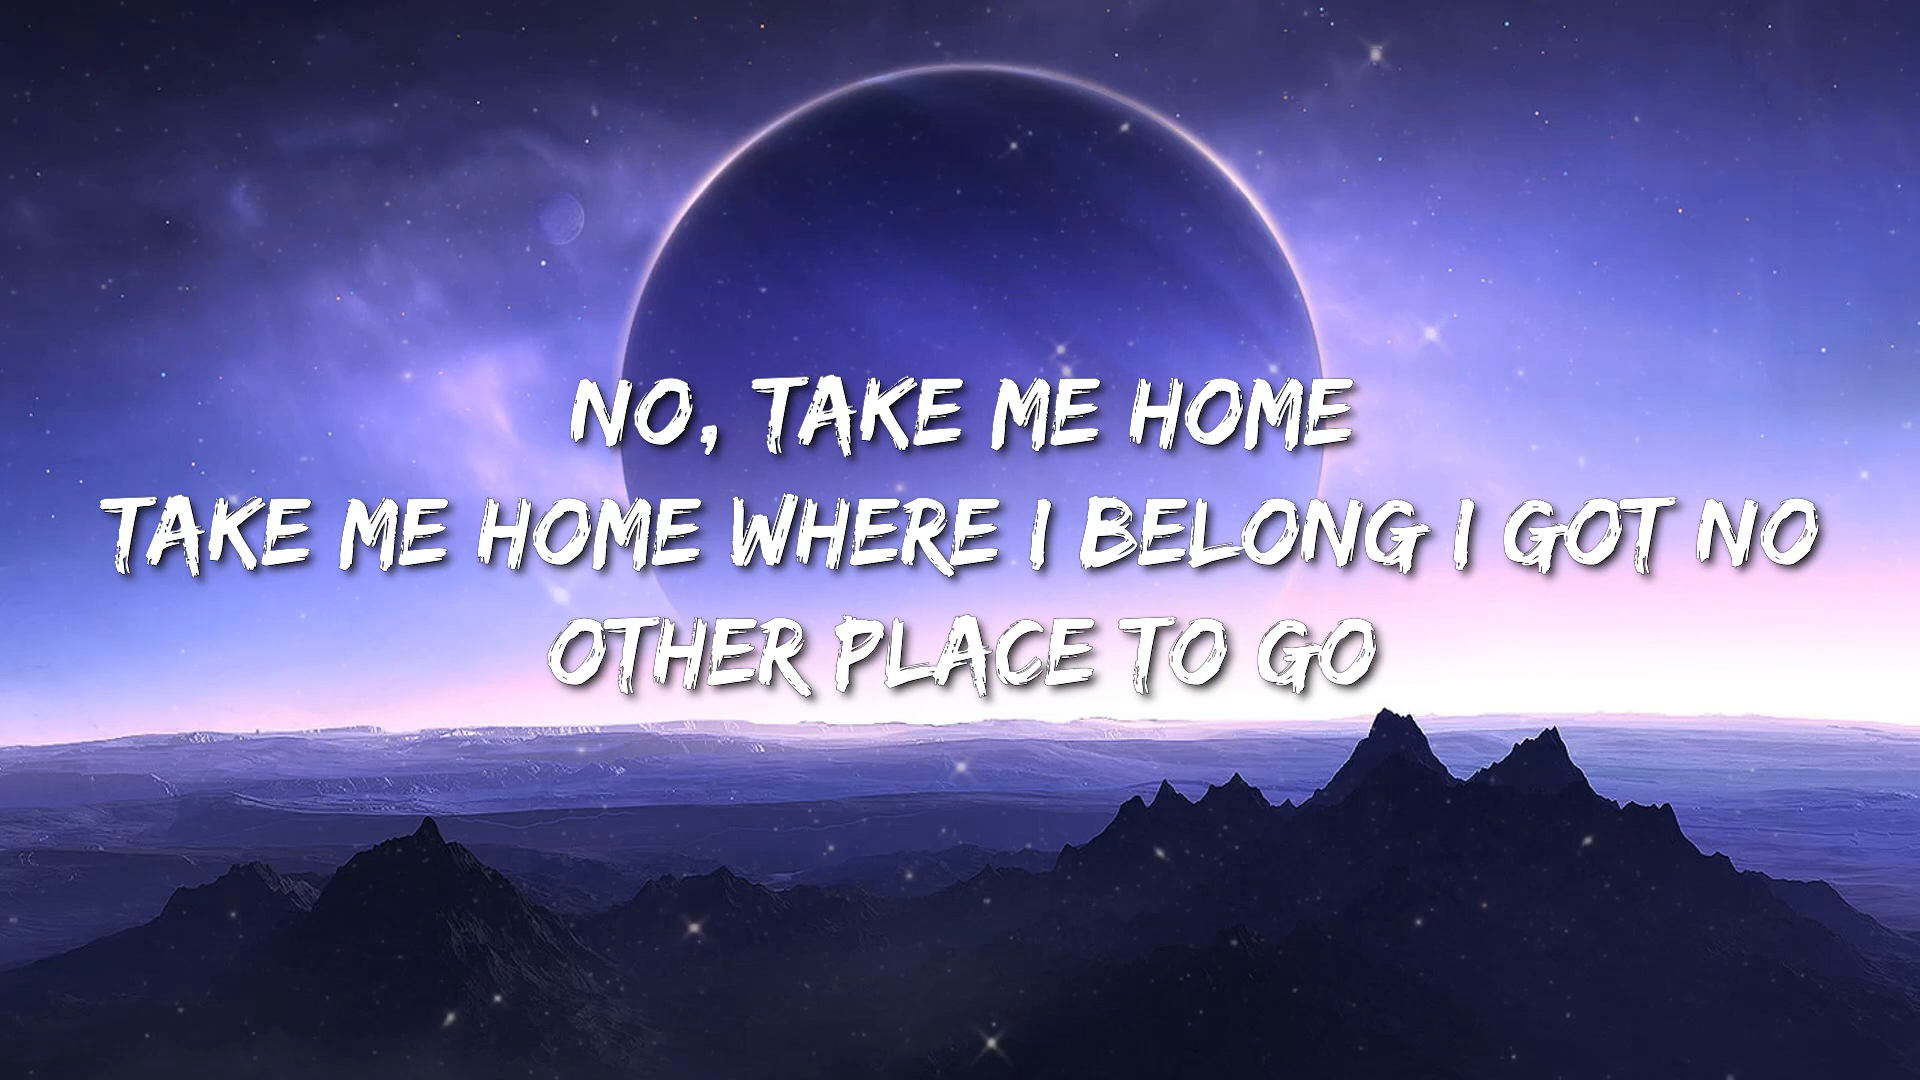 NO, TAKE ME HOME
TAKE ME HOME WHERE I BELONG I GOT NO
OTHER PLACE TO GO